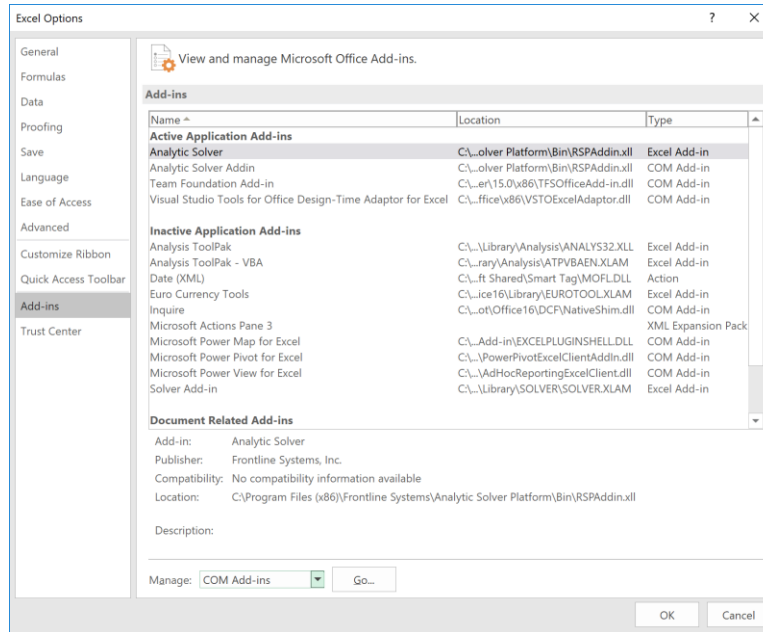 Excel Options ? ×
General
Formulas
Data
Proofing
Save
Language
Ease of Access
Advanced
Customize Ribbon
Quick Access Toolbar
Add-ins
Trust Center
View and manage Microsoft Office Add-ins.
Add-ins
Name Location Type
Active Application Add-ins
Analytic Solver C:\...olver Platform\Bin\RSPAddin.xll Excel Add-in
Analytic Solver Addin C:\...olver Platform\Bin\RSPAddin.xll COM Add-in
Team Foundation Add-in C:\...er\15.0\x86\TFSOfficeAdd-in.dll COM Add-in
Visual Studio Tools for Office Design-Time Adaptor for Excel C:\...ffice\x86\VSTOExcelAdaptor.dll COM Add-in
Inactive Application Add-ins
Analysis ToolPak C:\...\Library\Analysis\ANALYS32.XLL Excel Add-in
Analysis ToolPak - VBA C:\...rary\Analysis\ATPVBAEN.XLAM Excel Add-in
Date (XML) C:\...ft Shared\Smart Tag\MOFL.DLL Action
Euro Currency Tools C:\...ice16\Library\EUROTOOL.XLAM Excel Add-in
Inquire C:\...ot\Office16\DCF\NativeShim.dll COM Add-in
Microsoft Actions Pane 3 XML Expansion Pack
Microsoft Power Map for Excel C:\...Add-in\EXCELPLUGINSHELL.DLL COM Add-in
Microsoft Power Pivot for Excel C:\...\PowerPivotExcelClientAddIn.dll COM Add-in
Microsoft Power View for Excel C:\...\AdHocReportingExcelClient.dll COM Add-in
Solver Add-in C:\...\Library\SOLVER\SOLVER.XLAM Excel Add-in
Document Related Add-ins
Add-in: Analytic Solver
Publisher: Frontline Systems, Inc.
Compatibility: No compatibility information available
Location: C:\Program Files (x86)\Frontline Systems\Analytic Solver Platform\Bin\RSPAddin.xll
Description:
Manage: COM Add-ins Go...
OK Cancel